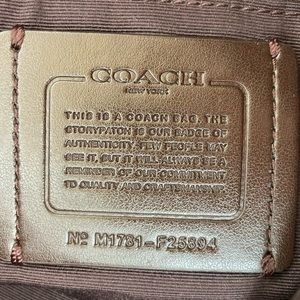 COACH
NEW YORK
THIS IS A COACH BAG. THE
STORYPATCH IS OUR BADGE OF
AUTHENTICITY. FEW PEOPLE MAY
SEE IT, BUT IT WILL ALWAYS BE A
REMINDER OF OUR COMMITMENT
TO QUALITY AND CRAFTSMANSHIP.
Nº M1781-F25894